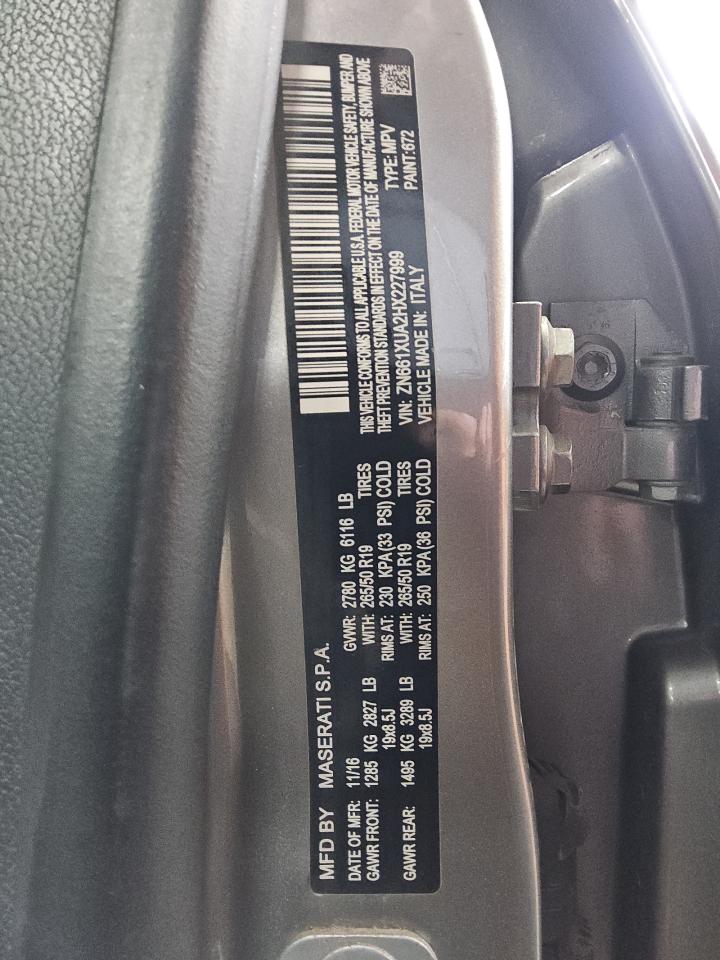 MFD BY MASERATI S.P.A.
DATE OF MFR: 11/16 GVWR: 2780 KG 6116 LB
GAWR FRONT: 1285 KG 2827 LB WITH: 265/50 R19 TIRES
19x8.5J RIMS AT: 230 KPA (33 PSI) COLD
GAWR REAR: 1495 KG 3289 LB WITH: 265/50 R19 TIRES
19x8.5J RIMS AT: 250 KPA (36 PSI) COLD
THIS VEHICLE CONFORMS TO ALL APPLICABLE U.S.A. FEDERAL MOTOR VEHICLE SAFETY, BUMPER AND
THEFT PREVENTION STANDARDS IN EFFECT ON THE DATE OF MANUFACTURE SHOWN ABOVE
VIN: ZN661XUA2HX227999 TYPE: MPV
VEHICLE MADE IN: ITALY PAINT:672